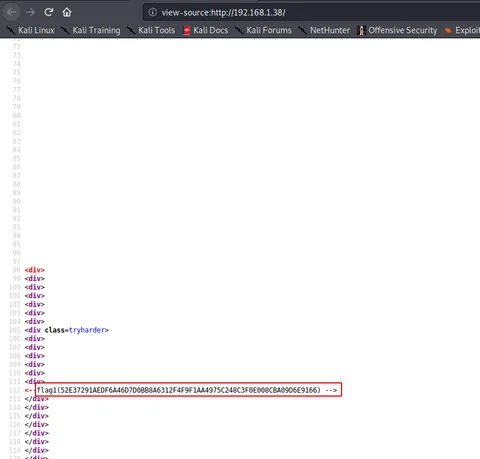 view-source:http://192.168.1.38/
Kali Linux Kali Training Kali Tools Kali Docs Kali Forums NetHunter Offensive Security Exploit
72
73
74
75
76
77
78
79
80
81
82
83
84
85
86
87
88
89
90
91
92
93
94
95
96
97
98 <div>
99 <div>
100 <div>
101 <div>
102 <div>
103 <div>
104 <div>
105 <div class=tryharder>
106 <div>
107 <div>
108 <div>
109 <div>
110 <div>
111 <div>
112 <!--flag1(52E37291AEDF6A46D7D0BB8A6312F4F9F1AA4975C248C3F0E008CBA09D6E9166) -->
113 </div>
114 </div>
115 </div>
116 </div>
117 </div>
118 </div>
119 </div>
120 </div>